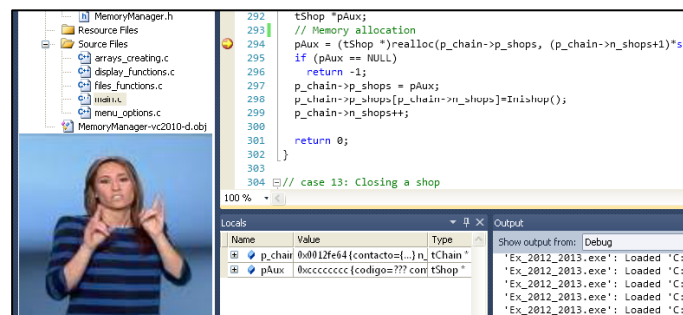 MemoryManager.h
Resource Files
Source Files
arrays_creating.c
display_functions.c
files_functions.c
main.c
menu_options.c
MemoryManager-vc2010-d.obj
292 tShop *pAux;
293 // Memory allocation
294 pAux = (tShop *)realloc(p_chain->p_shops, (p_chain->n_shops+1)*s
295 if (pAux == NULL)
296 return -1;
297 p_chain->p_shops = pAux;
298 p_chain->p_shops[p_chain->n_shops]=Inishop();
299 p_chain->n_shops++;
300
301 return 0;
302 }
303
304 // case 13: Closing a shop
100 %
Locals
Name Value Type
p_chair 0x0012fe64 {contacto={...} n_ tChain *
pAux 0xcccccccc {codigo=??? com tShop *
Output
Show output from: Debug
'Ex_2012_2013.exe': Loaded 'C:
'Ex_2012_2013.exe': Loaded 'C:
'Ex_2012_2013.exe': Loaded 'C:
'Ex_2012_2013.exe': Loaded 'C:
'Ex_2012_2013.exe': Loaded 'C: